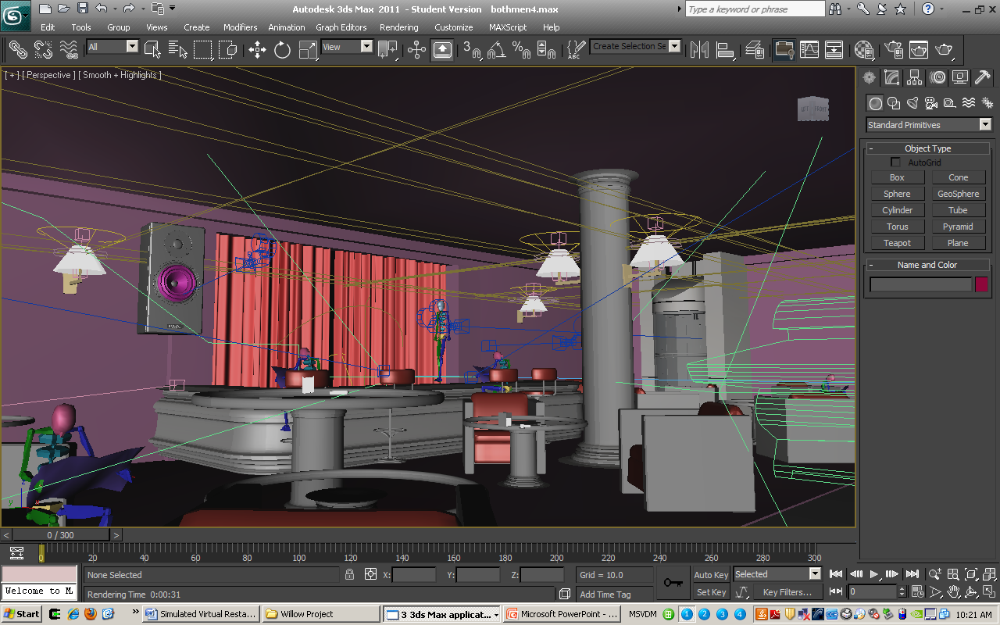 Autodesk 3ds Max 2011 - Student Version bothmen4.max
Type a keyword or phrase
Edit Tools Group Views Create Modifiers Animation Graph Editors Rendering Customize MAXScript Help
All View 3 Create Selection Se
[ + ] [ Perspective ] [ Smooth + Highlights ]
Standard Primitives
- Object Type
AutoGrid
Box Cone
Sphere GeoSphere
Cylinder Tube
Torus Pyramid
Teapot Plane
- Name and Color
< 0 / 300 >
0 20 40 60 80 100 120 140 160 180 200 220 240 260 280 300
None Selected X: Y: Z: Grid = 10.0 Auto Key Selected
Welcome to M. Rendering Time 0:00:31 Add Time Tag Set Key Key Filters... 0
Start Simulated Virtual Resta... Willow Project 3 3ds Max applicat... Microsoft PowerPoint - ... MSVDM 1 2 3 4 10:21 AM